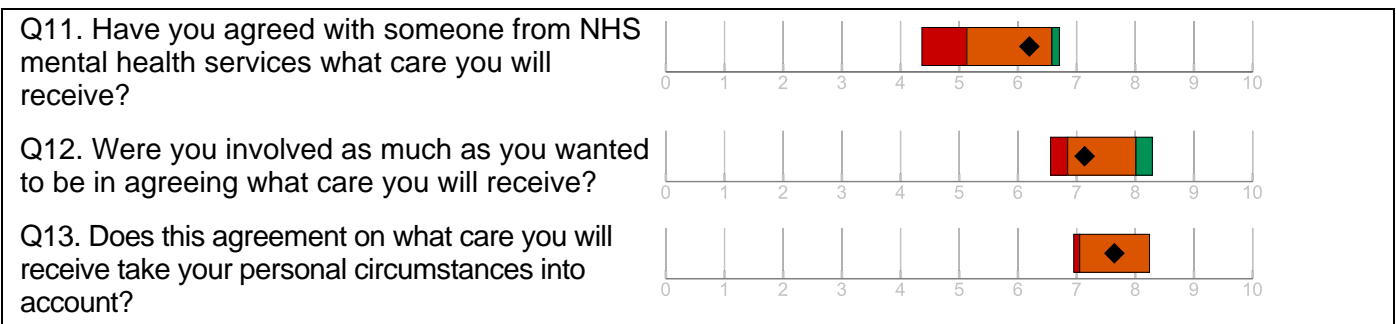 Q11. Have you agreed with someone from NHS
mental health services what care you will
receive?
0 1 2 3 4 5 6 7 8 9 10
Q12. Were you involved as much as you wanted
to be in agreeing what care you will receive?
0 1 2 3 4 5 6 7 8 9 10
Q13. Does this agreement on what care you will
receive take your personal circumstances into
account?
0 1 2 3 4 5 6 7 8 9 10